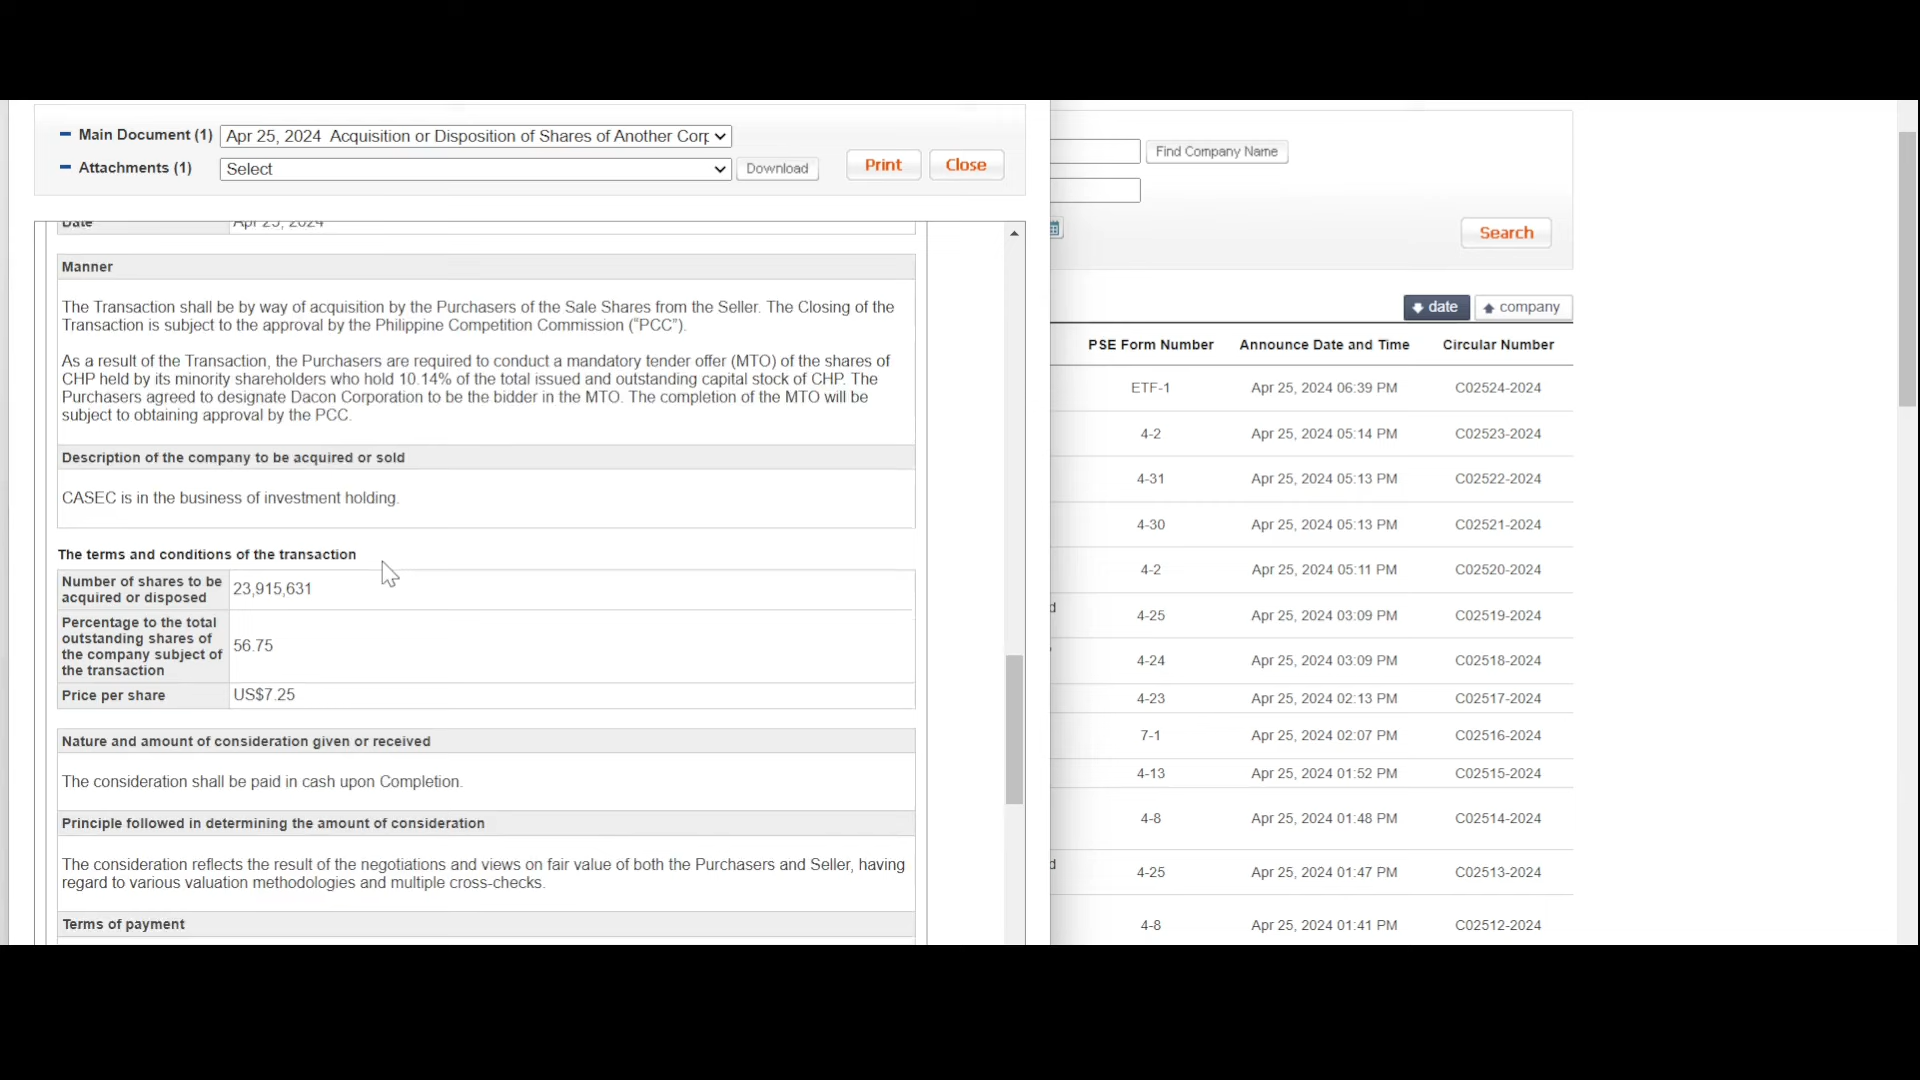 Main Document (1) Apr 25, 2024 Acquisition or Disposition of Shares of Another Corp
Attachments (1) Select Download Print Close
Date Apr 25, 2024
Manner
The Transaction shall be by way of acquisition by the Purchasers of the Sale Shares from the Seller. The Closing of the
Transaction is subject to the approval by the Philippine Competition Commission (“PCC”).
As a result of the Transaction, the Purchasers are required to conduct a mandatory tender offer (MTO) of the shares of
CHP held by its minority shareholders who hold 10.14% of the total issued and outstanding capital stock of CHP. The
Purchasers agreed to designate Dacon Corporation to be the bidder in the MTO. The completion of the MTO will be
subject to obtaining approval by the PCC.
Description of the company to be acquired or sold
CASEC is in the business of investment holding.
The terms and conditions of the transaction
Number of shares to be
acquired or disposed
23,915,631
Percentage to the total
outstanding shares of
the company subject of
the transaction
56.75
Price per share US$7.25
Nature and amount of consideration given or received
The consideration shall be paid in cash upon Completion.
Principle followed in determining the amount of consideration
The consideration reflects the result of the negotiations and views on fair value of both the Purchasers and Seller, having
regard to various valuation methodologies and multiple cross-checks.
Terms of payment
Find Company Name
Search
date company
PSE Form Number Announce Date and Time Circular Number
ETF-1 Apr 25, 2024 06:39 PM C02524-2024
4-2 Apr 25, 2024 05:14 PM C02523-2024
4-31 Apr 25, 2024 05:13 PM C02522-2024
4-30 Apr 25, 2024 05:13 PM C02521-2024
4-2 Apr 25, 2024 05:11 PM C02520-2024
d
4-25 Apr 25, 2024 03:09 PM C02519-2024
4-24 Apr 25, 2024 03:09 PM C02518-2024
4-23 Apr 25, 2024 02:13 PM C02517-2024
7-1 Apr 25, 2024 02:07 PM C02516-2024
4-13 Apr 25, 2024 01:52 PM C02515-2024
4-8 Apr 25, 2024 01:48 PM C02514-2024
d
4-25 Apr 25, 2024 01:47 PM C02513-2024
4-8 Apr 25, 2024 01:41 PM C02512-2024